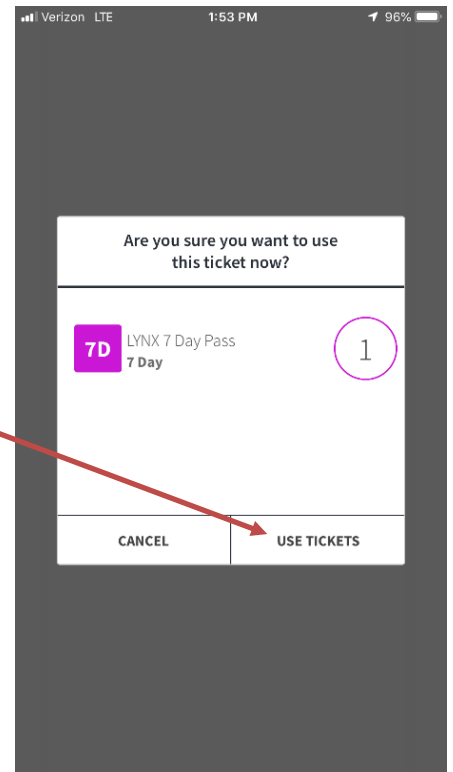 Verizon LTE 1:53 PM 96%
Are you sure you want to use
this ticket now?
7D LYNX 7 Day Pass 1
7 Day
CANCEL USE TICKETS